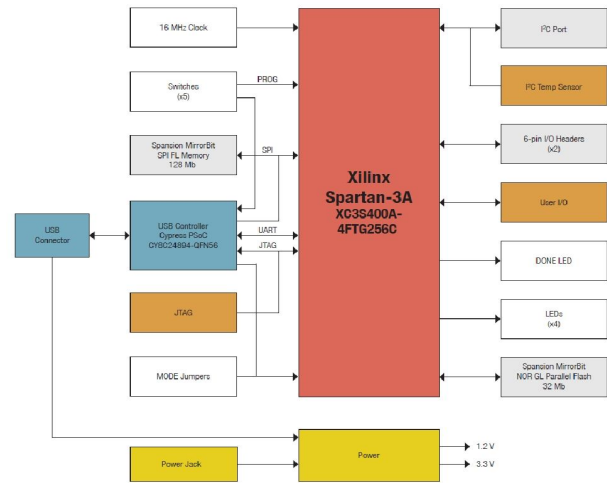 16 MHz Clock
I²C Port
Switches
(x5)
PROG
I²C Temp Sensor
Spansion MirrorBit
SPI FL Memory
128 Mb
SPI
6-pin I/O Headers
(x2)
Xilinx
Spartan-3A
XC3S400A-
4FTG256C
User I/O
USB
Connector
USB Controller
Cypress PSoC
CY8C24894-QFN56
UART
JTAG
DONE LED
JTAG
LEDs
(x4)
MODE Jumpers
Spansion MirrorBit
NOR GL Parallel Flash
32 Mb
Power Jack
Power
1.2 V
3.3 V